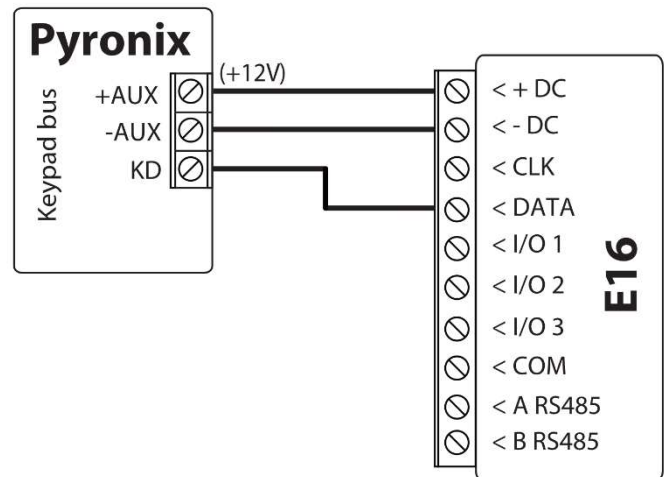 Pyronix
Keypad bus
+AUX
-AUX
KD
(+12V)
< + DC
< - DC
< CLK
< DATA
< I/O 1
< I/O 2
< I/O 3
< COM
< A RS485
< B RS485
E16